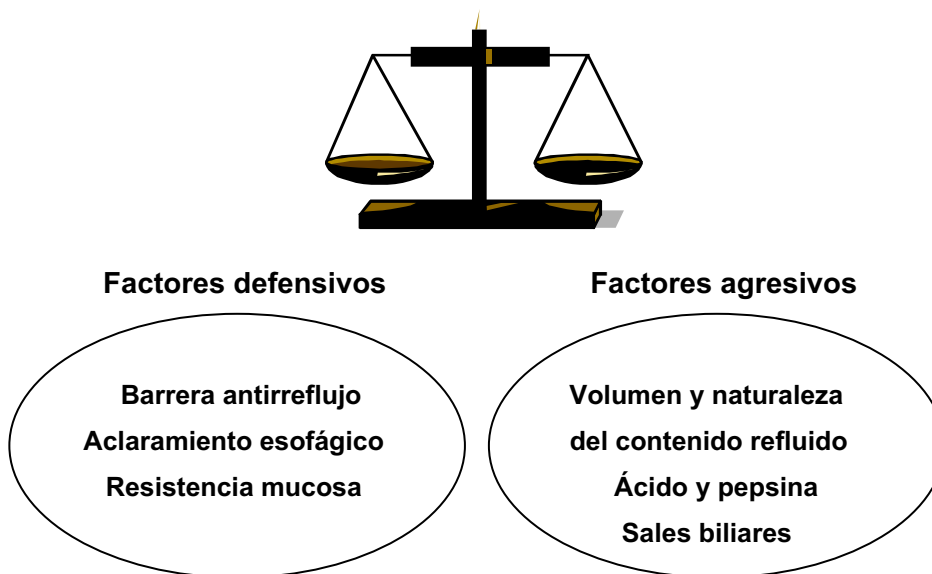 Factores defensivos
Barrera antirreflujo
Aclaramiento esofágico
Resistencia mucosa
Factores agresivos
Volumen y naturaleza
del contenido refluido
Ácido y pepsina
Sales biliares